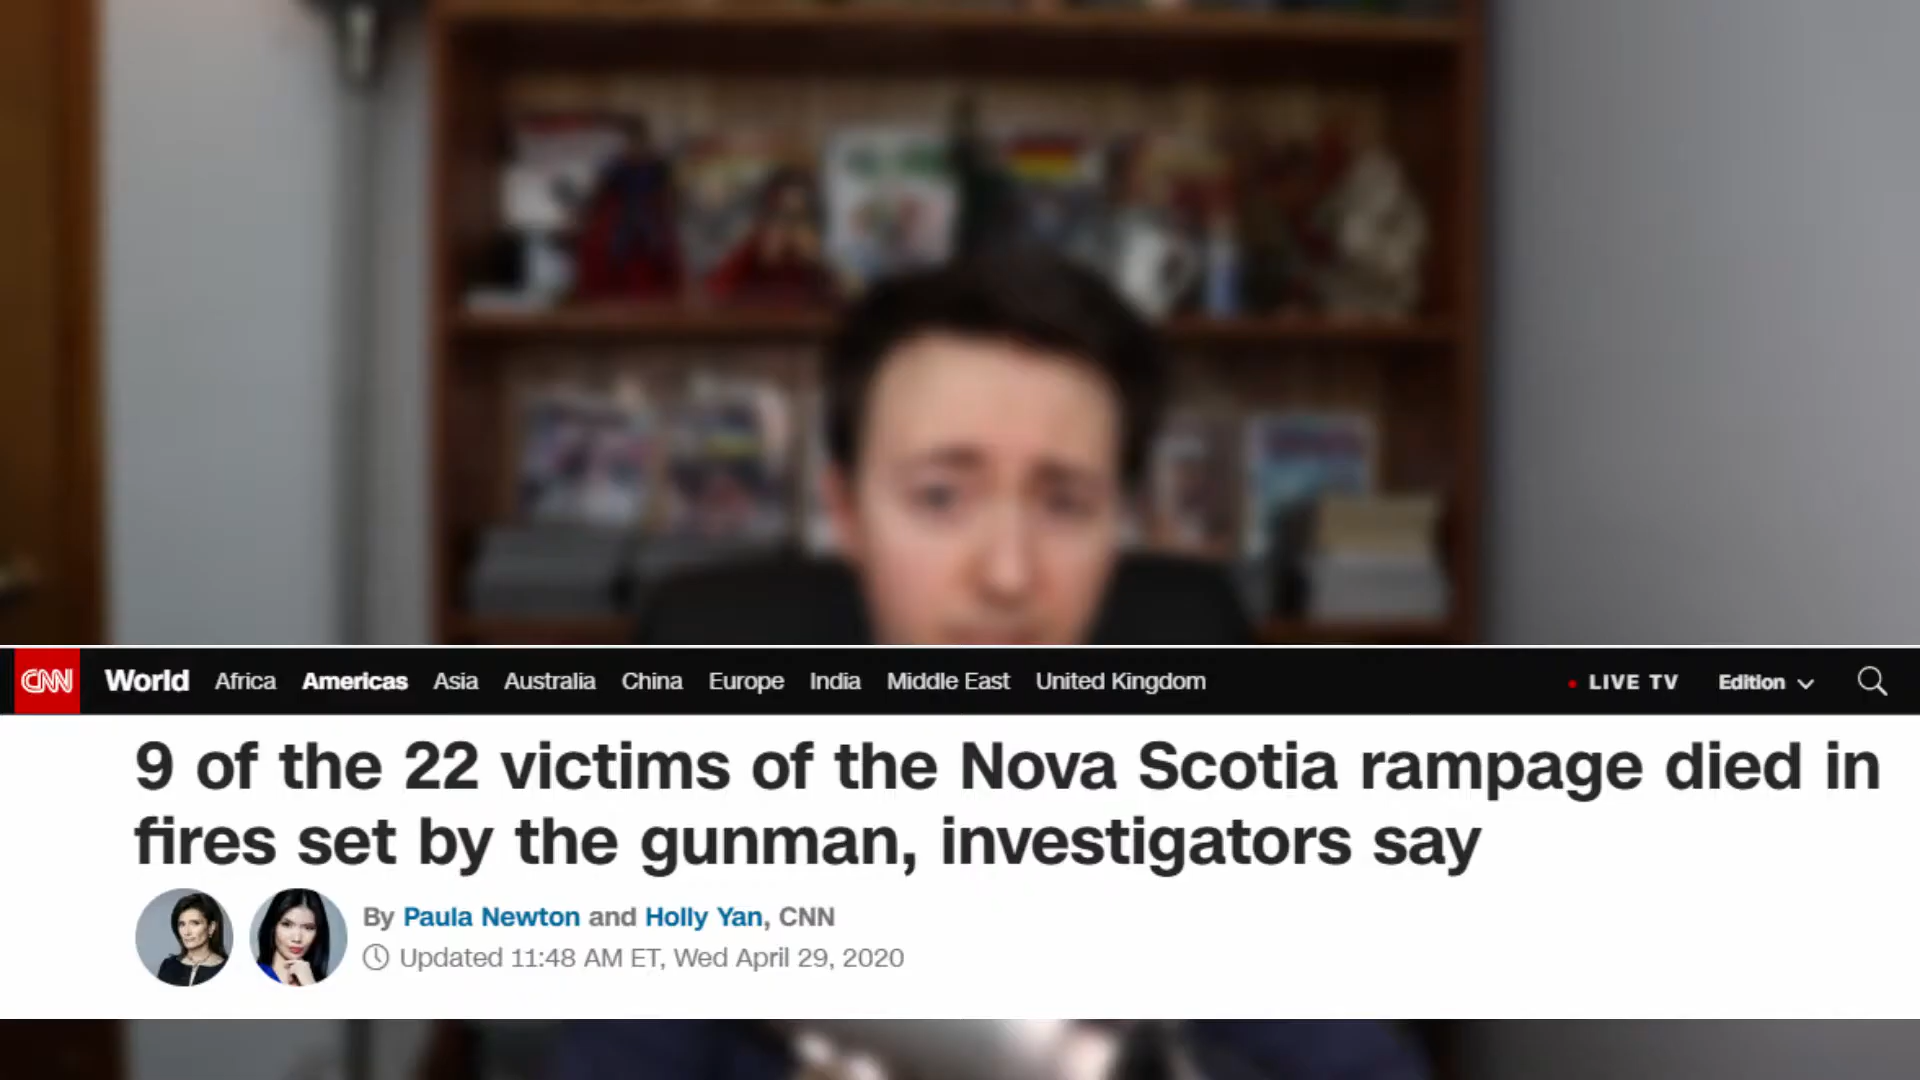 CNN World Africa Americas Asia Australia China Europe India Middle East United Kingdom LIVE TV Edition
9 of the 22 victims of the Nova Scotia rampage died in
fires set by the gunman, investigators say
By Paula Newton and Holly Yan, CNN
Updated 11:48 AM ET, Wed April 29, 2020